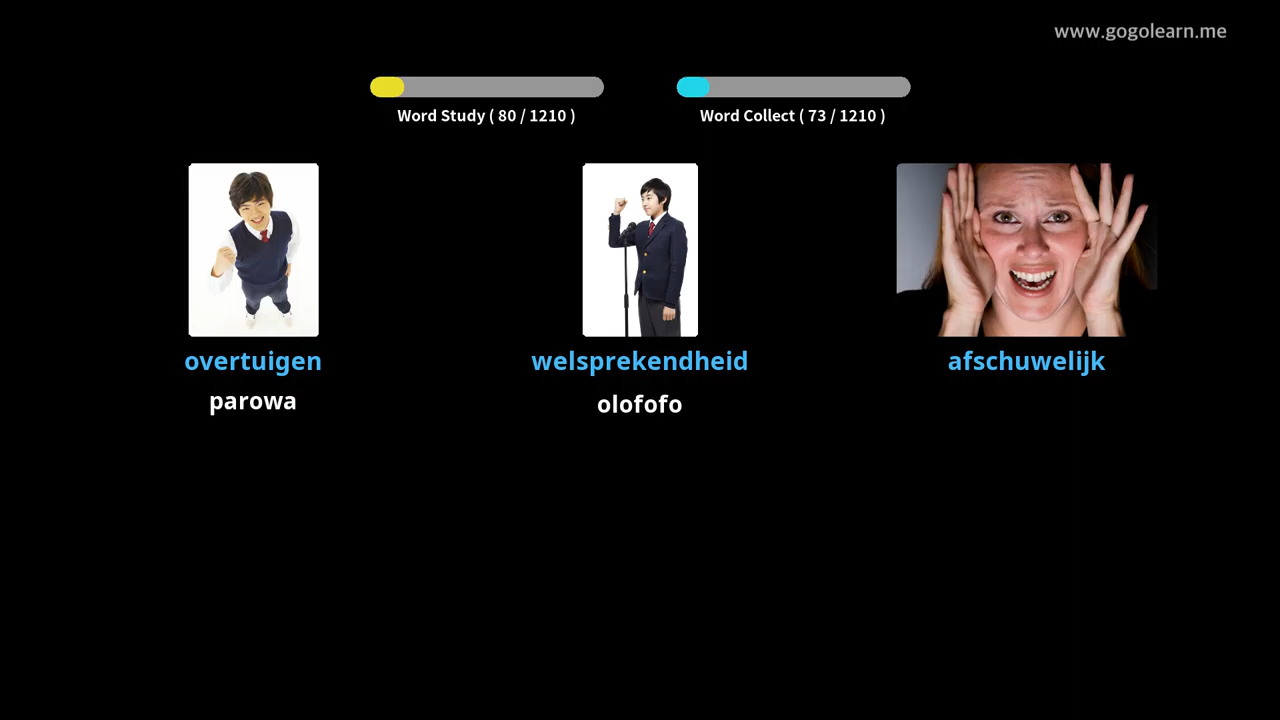 www.gogolearn.me
Word Study ( 80 / 1210 )
Word Collect ( 73 / 1210 )
overtuigen
welsprekendheid
afschuwelijk
parowa
olofofo